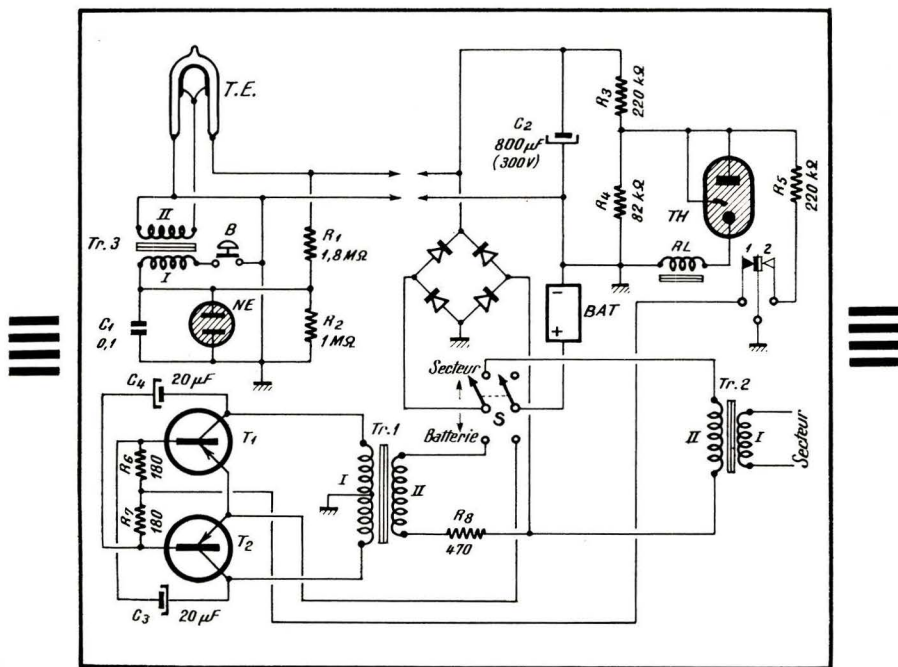 T.E.
C2
800 µF
(300V)
R3
220 kΩ
R4
82 kΩ
TH
R5
220 kΩ
II
Tr.3
I
B
R1
1,8 MΩ
RL
1 2
NE
C1
0,1
R2
1 MΩ
BAT
-
+
C4 20 µF
Secteur
S
Batterie
Tr.2
II I
Secteur
T1
R6
180
R7
180
T2
Tr.1
I II
R8
470
C3 20 µF